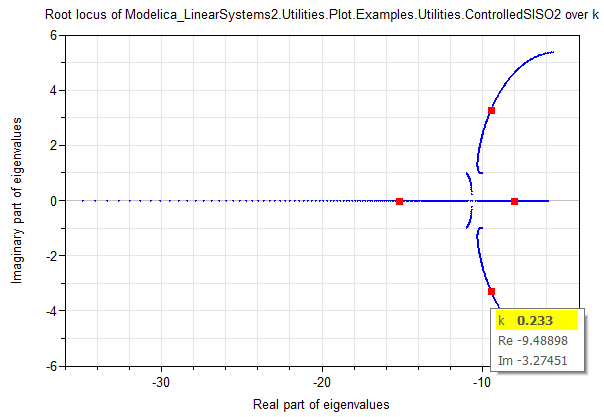 Root locus of Modelica_LinearSystems2.Utilities.Plot.Examples.Utilities.ControlledSISO2 over k
6
4
2
0
-2
-4
-6
Imaginary part of eigenvalues
-30
-20
-10
Real part of eigenvalues
k 0.233
Re -9.48898
Im -3.27451